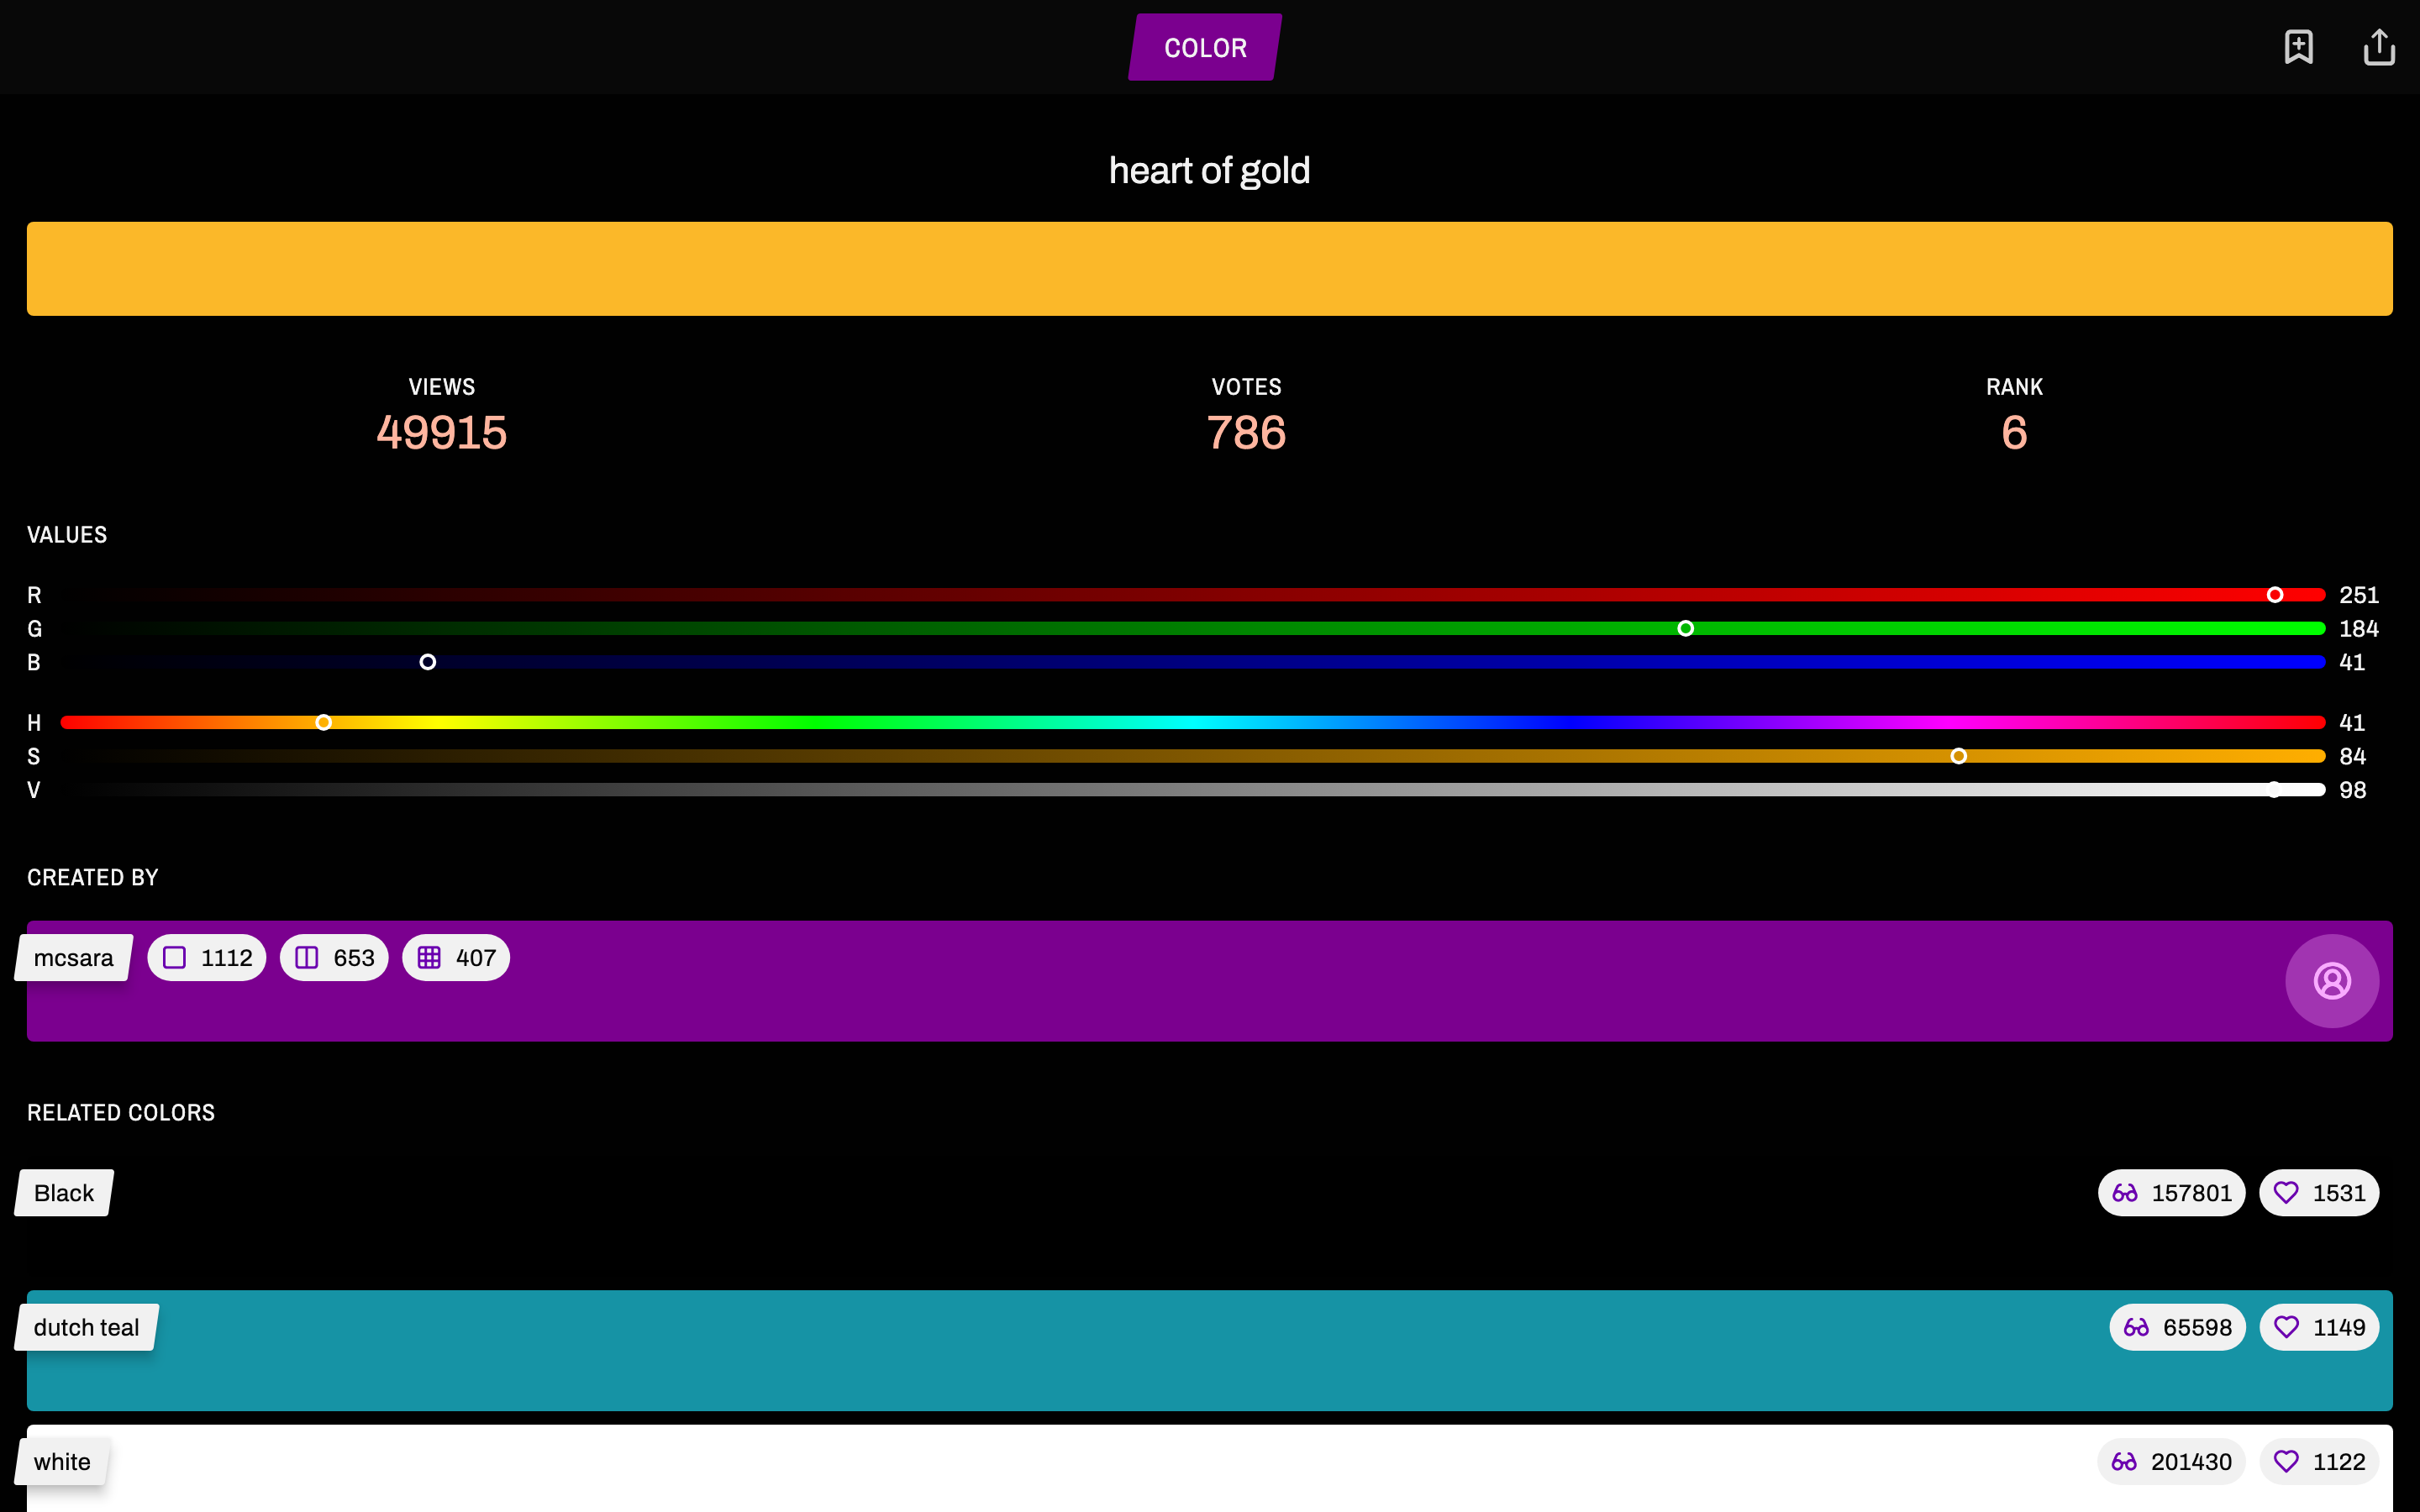 COLOR
heart of gold
VIEWS VOTES RANK
49915 786 6
VALUES
R 251
G 184
B 41
H 41
S 84
V 98
CREATED BY
mcsara 1112 653 407
RELATED COLORS
Black 157801 1531
dutch teal 65598 1149
white 201430 1122